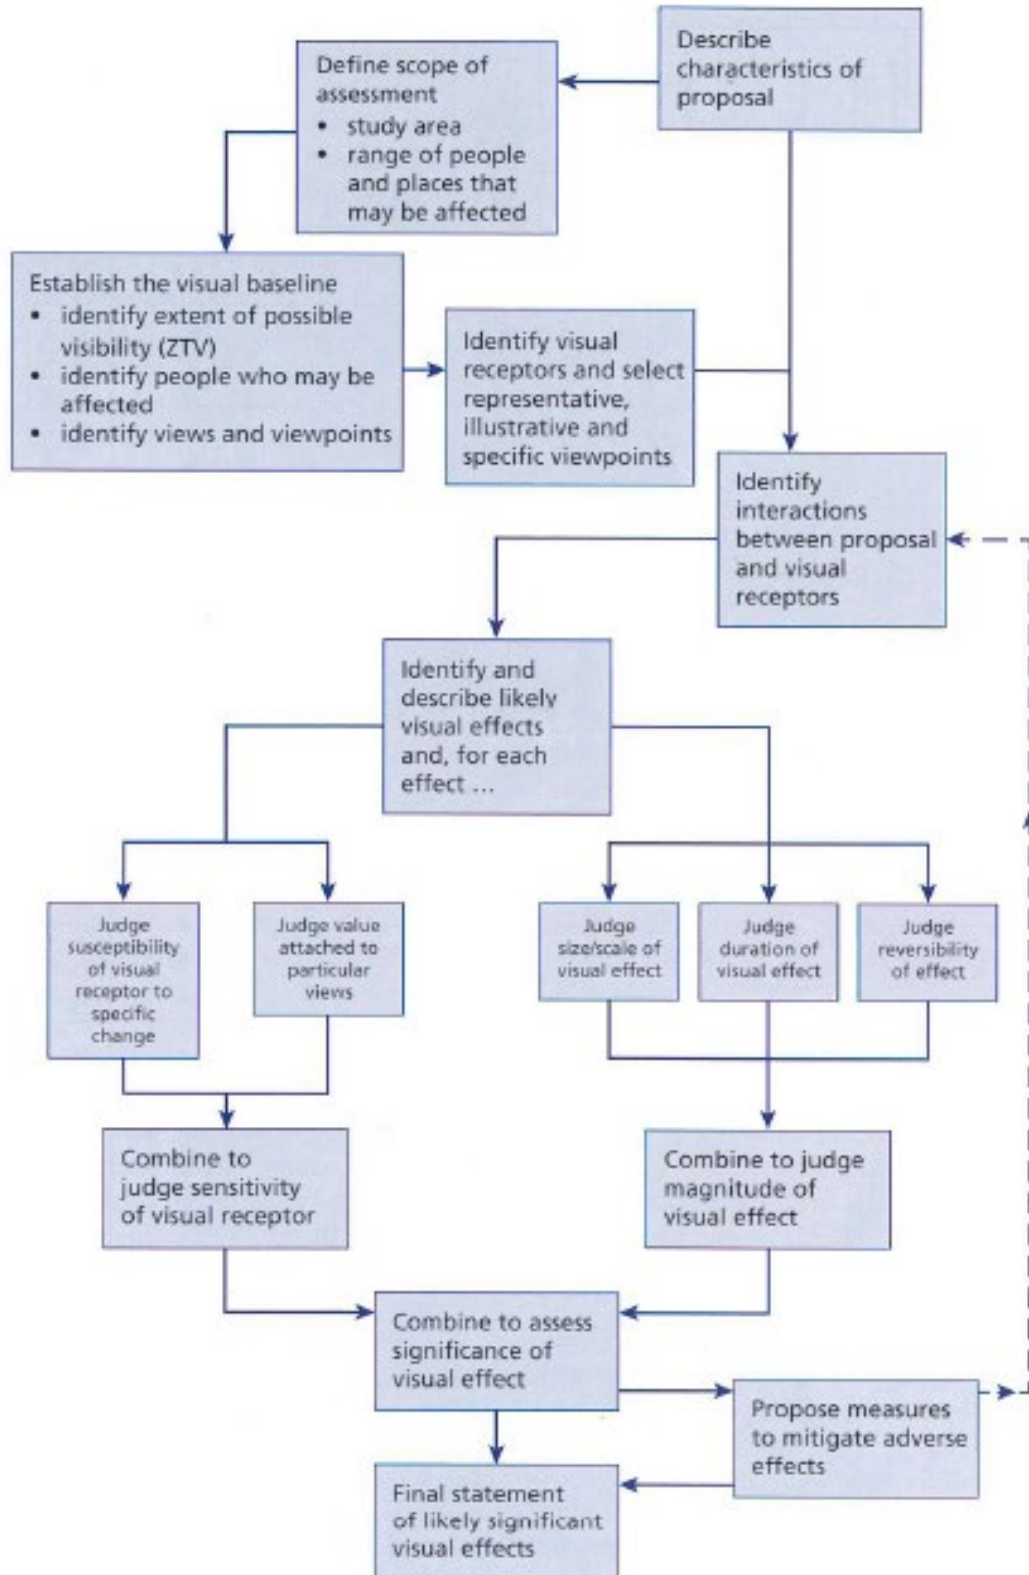 Describe
characteristics of
proposal
Define scope of
assessment
• study area
• range of people
and places that
may be affected
Establish the visual baseline
• identify extent of possible
visibility (ZTV)
• identify people who may be
affected
• identify views and viewpoints
Identify visual
receptors and select
representative,
illustrative and
specific viewpoints
Identify
interactions
between proposal
and visual
receptors
Identify and
describe likely
visual effects
and, for each
effect ...
Judge
susceptibility
of visual
receptor to
specific
change
Judge value
attached to
particular
views
Judge
size/scale of
visual effect
Judge
duration of
visual effect
Judge
reversibility
of effect
Combine to
judge sensitivity
of visual receptor
Combine to judge
magnitude of
visual effect
Combine to assess
significance of
visual effect
Propose measures
to mitigate adverse
effects
Final statement
of likely significant
visual effects